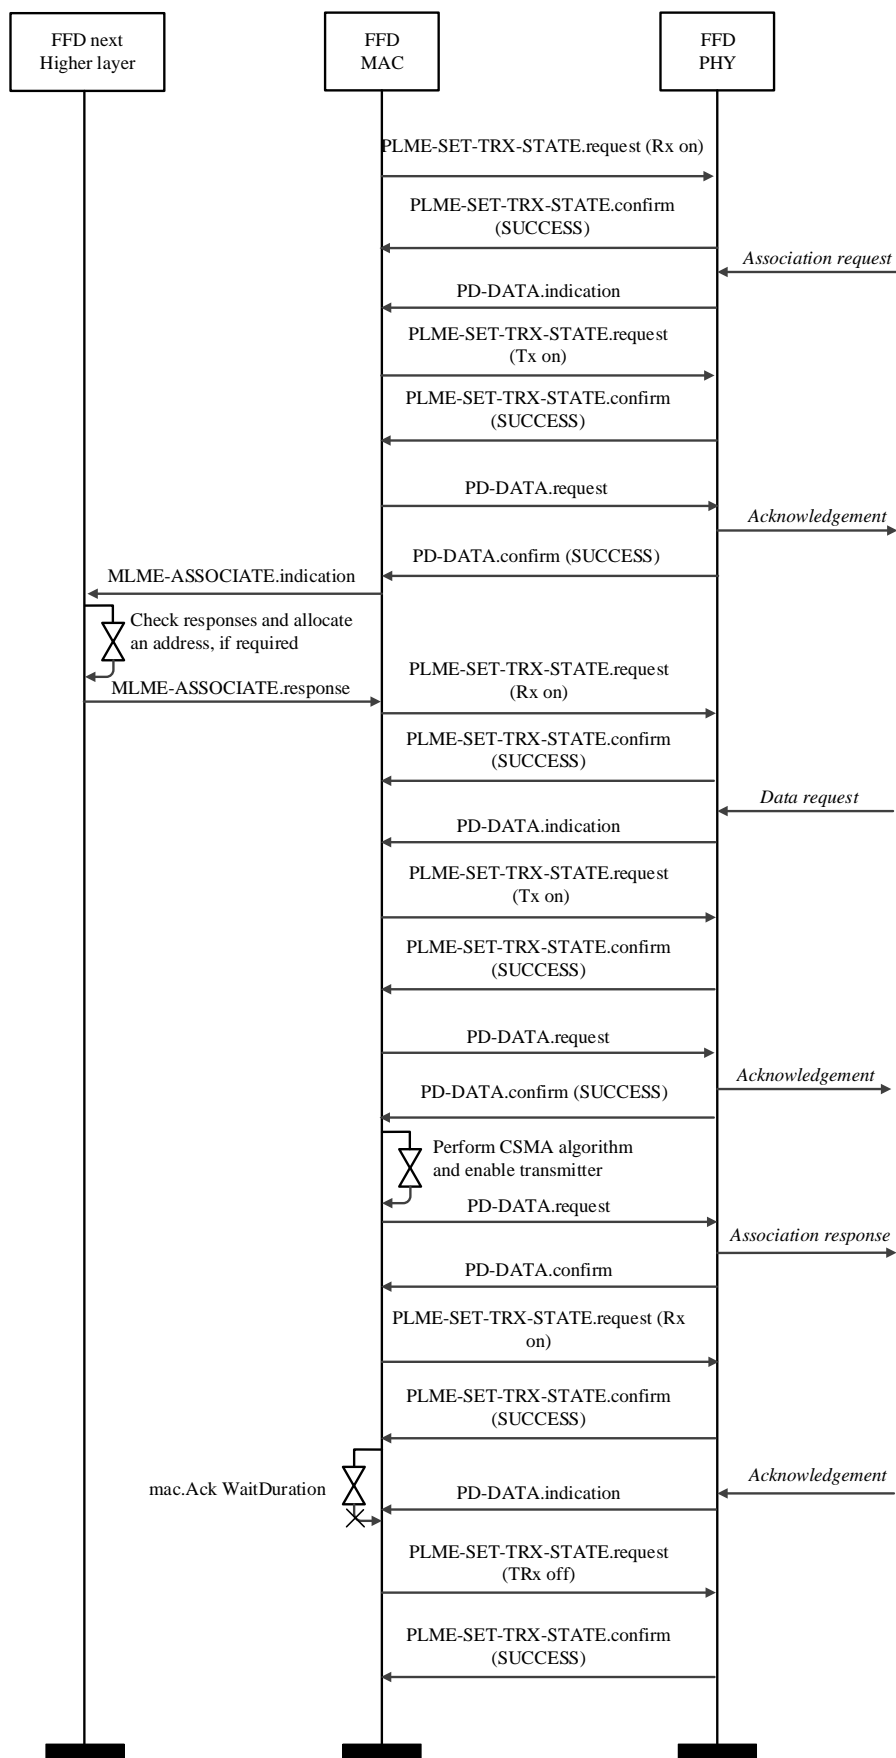 FFD next
Higher layer
FFD
MAC
FFD
PHY
PLME-SET-TRX-STATE.request (Rx on)
PLME-SET-TRX-STATE.confirm
(SUCCESS)
Association request
PD-DATA.indication
PLME-SET-TRX-STATE.request
(Tx on)
PLME-SET-TRX-STATE.confirm
(SUCCESS)
PD-DATA.request
Acknowledgement
PD-DATA.confirm (SUCCESS)
MLME-ASSOCIATE.indication
Check responses and allocate
an address, if required
PLME-SET-TRX-STATE.request
(Rx on)
MLME-ASSOCIATE.response
PLME-SET-TRX-STATE.confirm
(SUCCESS)
Data request
PD-DATA.indication
PLME-SET-TRX-STATE.request
(Tx on)
PLME-SET-TRX-STATE.confirm
(SUCCESS)
PD-DATA.request
Acknowledgement
PD-DATA.confirm (SUCCESS)
Perform CSMA algorithm
and enable transmitter
PD-DATA.request
Association response
PD-DATA.confirm
PLME-SET-TRX-STATE.request (Rx
on)
PLME-SET-TRX-STATE.confirm
(SUCCESS)
Acknowledgement
mac.Ack WaitDuration
PD-DATA.indication
PLME-SET-TRX-STATE.request
(TRx off)
PLME-SET-TRX-STATE.confirm
(SUCCESS)